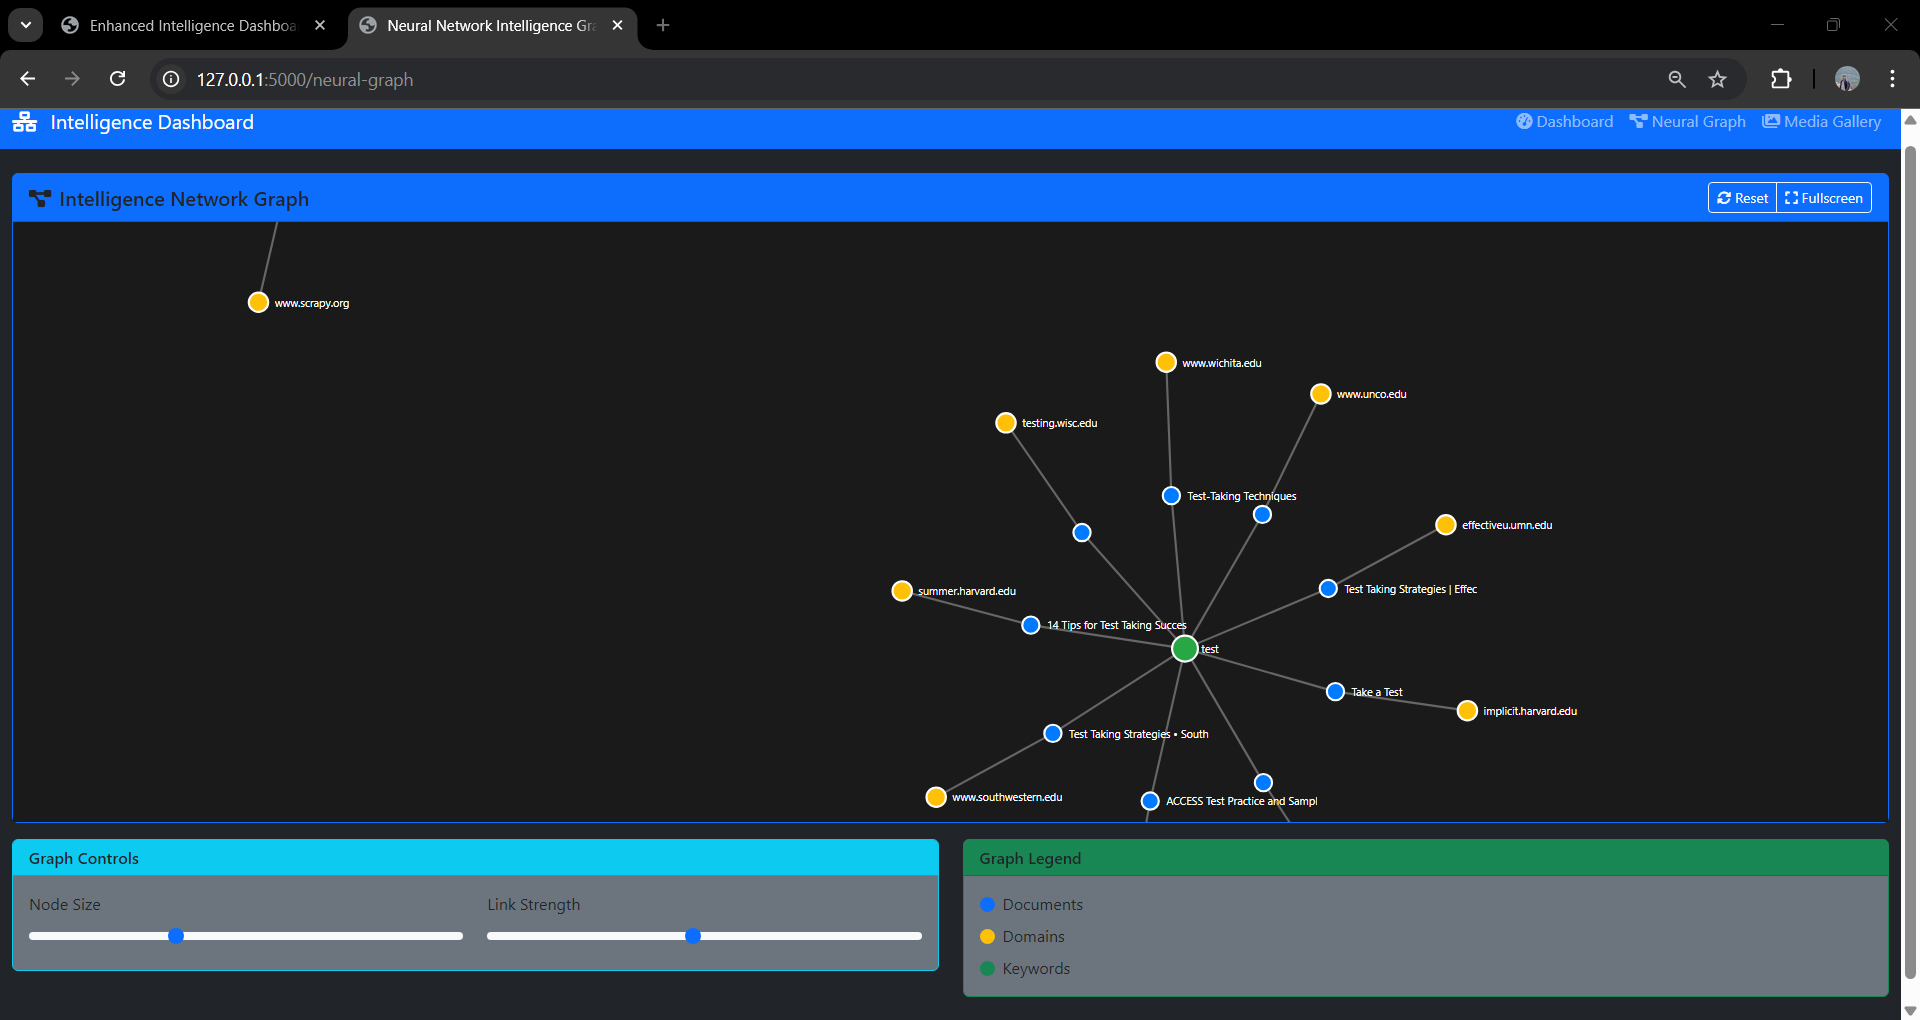 Enhanced Intelligence Dashboa
Neural Network Intelligence Gra
127.0.0.1:5000/neural-graph
Intelligence Dashboard
Dashboard
Neural Graph
Media Gallery
Intelligence Network Graph
Reset
Fullscreen
www.scrapy.org
www.wichita.edu
www.unco.edu
testing.wisc.edu
Test-Taking Techniques
effectiveu.umn.edu
summer.harvard.edu
Test Taking Strategies | Effec
14 Tips for Test Taking Succes
test
Take a Test
implicit.harvard.edu
Test Taking Strategies • South
www.southwestern.edu
ACCESS Test Practice and Sampl
Graph Controls
Node Size
Link Strength
Graph Legend
Documents
Domains
Keywords